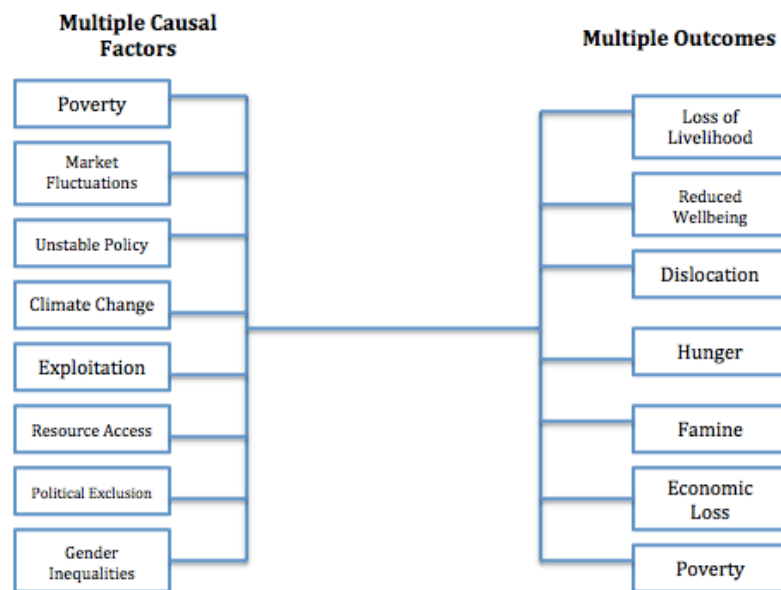 Multiple Causal
Factors
Poverty
Market
Fluctuations
Unstable Policy
Climate Change
Exploitation
Resource Access
Political Exclusion
Gender
Inequalities
Multiple Outcomes
Loss of
Livelihood
Reduced
Wellbeing
Dislocation
Hunger
Famine
Economic
Loss
Poverty